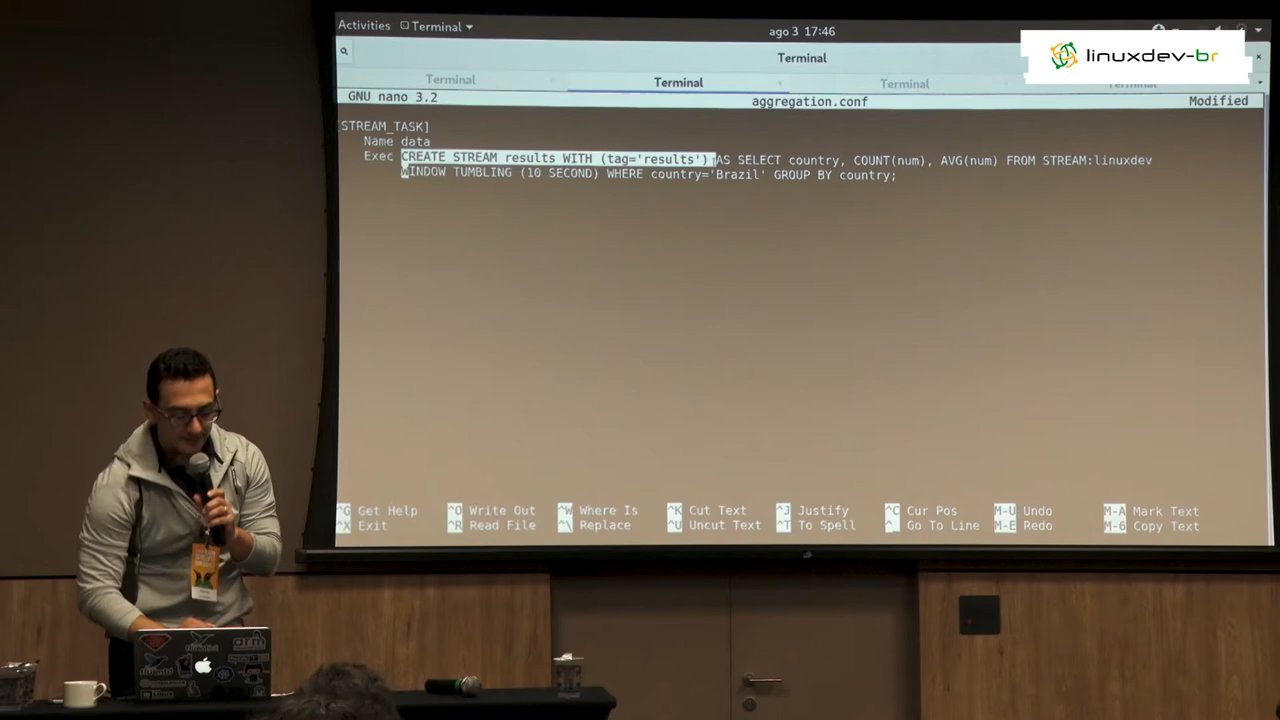 Activities Terminal ago 3 17:46
linuxdev-br
Terminal
Terminal Terminal Terminal Terminal
GNU nano 3.2 aggregation.conf Modified
[STREAM_TASK]
Name data
Exec CREATE STREAM results WITH (tag='results') AS SELECT country, COUNT(num), AVG(num) FROM STREAM:linuxdev
WINDOW TUMBLING (10 SECOND) WHERE country='Brazil' GROUP BY country;
^G Get Help ^O Write Out ^W Where Is ^K Cut Text ^J Justify ^C Cur Pos M-U Undo M-A Mark Text
^X Exit ^R Read File ^\ Replace ^U Uncut Text ^T To Spell ^_ Go To Line M-E Redo M-6 Copy Text
arm